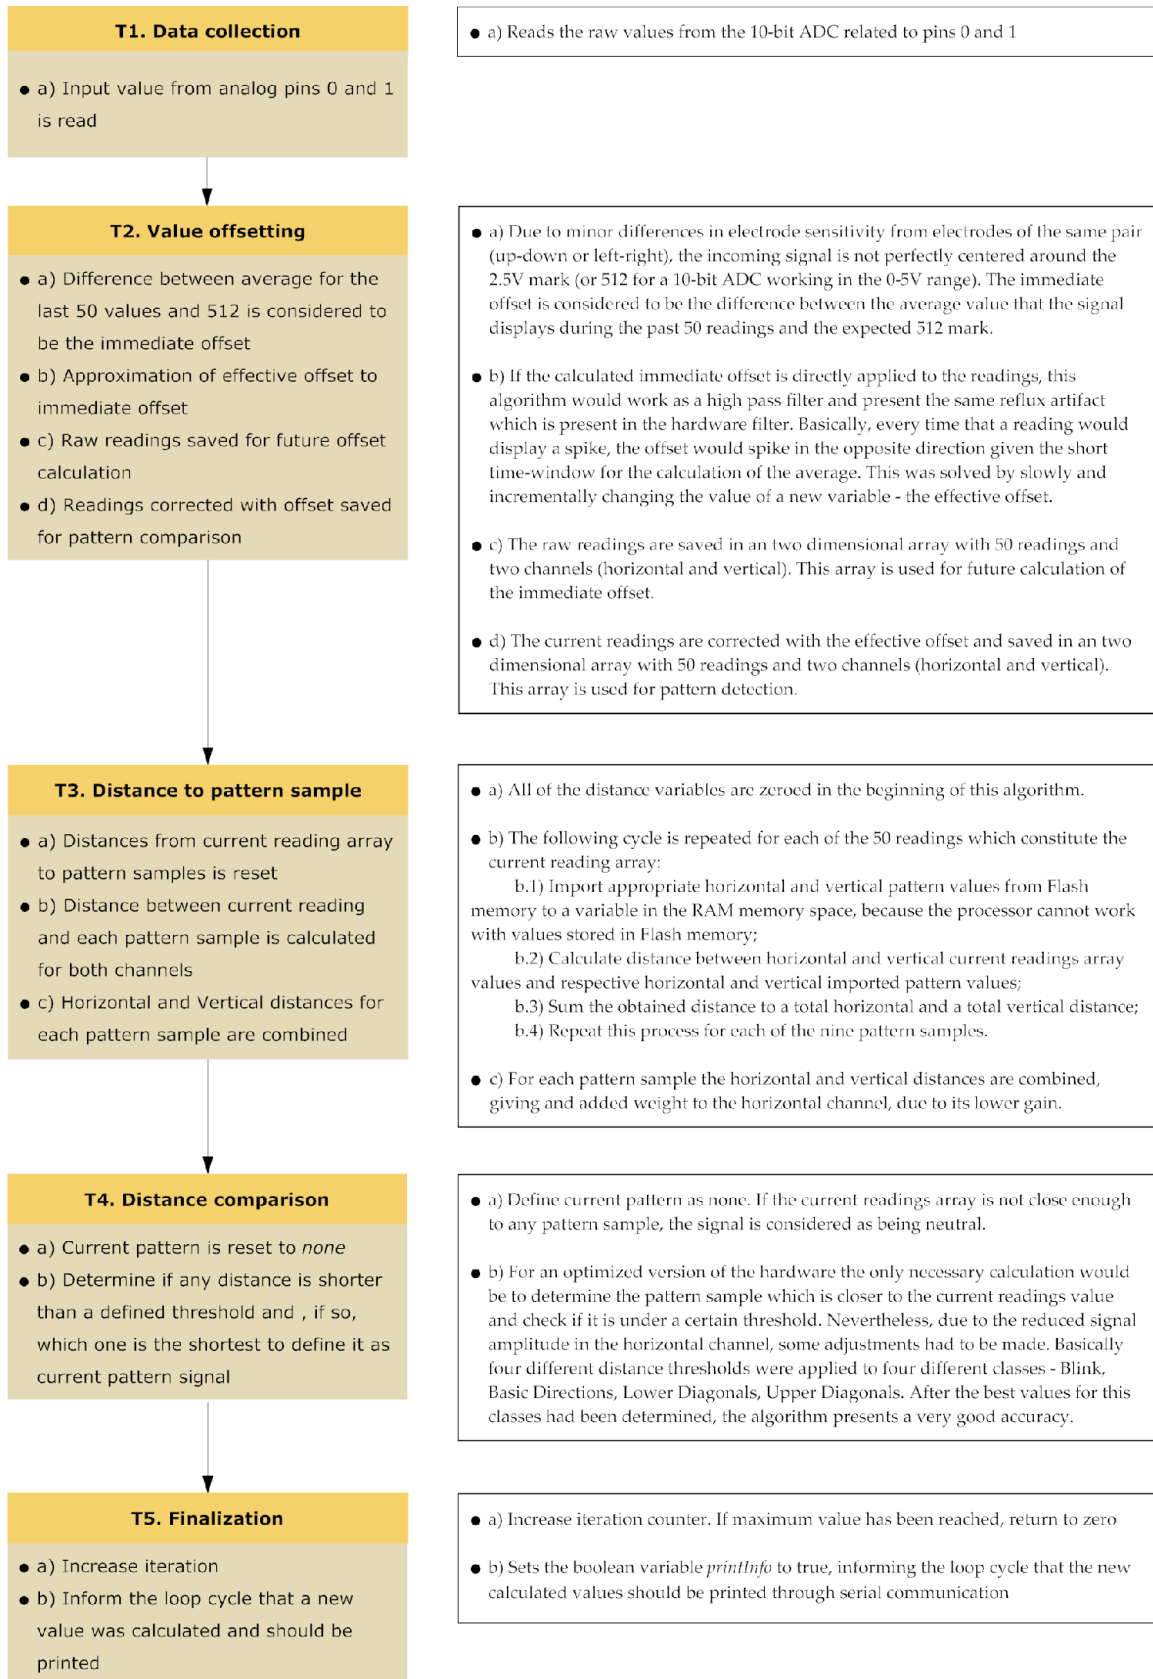 T1. Data collection
● a) Input value from analog pins 0 and 1
is read
● a) Reads the raw values from the 10-bit ADC related to pins 0 and 1
T2. Value offsetting
● a) Difference between average for the
last 50 values and 512 is considered to
be the immediate offset
● b) Approximation of effective offset to
immediate offset
● c) Raw readings saved for future offset
calculation
● d) Readings corrected with offset saved
for pattern comparison
● a) Due to minor differences in electrode sensitivity from electrodes of the same pair
(up-down or left-right), the incoming signal is not perfectly centered around the
2.5V mark (or 512 for a 10-bit ADC working in the 0-5V range). The immediate
offset is considered to be the difference between the average value that the signal
displays during the past 50 readings and the expected 512 mark.
● b) If the calculated immediate offset is directly applied to the readings, this
algorithm would work as a high pass filter and present the same reflux artifact
which is present in the hardware filter. Basically, every time that a reading would
display a spike, the offset would spike in the opposite direction given the short
time-window for the calculation of the average. This was solved by slowly and
incrementally changing the value of a new variable - the effective offset.
● c) The raw readings are saved in an two dimensional array with 50 readings and
two channels (horizontal and vertical). This array is used for future calculation of
the immediate offset.
● d) The current readings are corrected with the effective offset and saved in an two
dimensional array with 50 readings and two channels (horizontal and vertical).
This array is used for pattern detection.
T3. Distance to pattern sample
● a) Distances from current reading array
to pattern samples is reset
● b) Distance between current reading
and each pattern sample is calculated
for both channels
● c) Horizontal and Vertical distances for
each pattern sample are combined
● a) All of the distance variables are zeroed in the beginning of this algorithm.
● b) The following cycle is repeated for each of the 50 readings which constitute the
current reading array:
b.1) Import appropriate horizontal and vertical pattern values from Flash
memory to a variable in the RAM memory space, because the processor cannot work
with values stored in Flash memory;
b.2) Calculate distance between horizontal and vertical current readings array
values and respective horizontal and vertical imported pattern values;
b.3) Sum the obtained distance to a total horizontal and a total vertical distance;
b.4) Repeat this process for each of the nine pattern samples.
● c) For each pattern sample the horizontal and vertical distances are combined,
giving and added weight to the horizontal channel, due to its lower gain.
T4. Distance comparison
● a) Current pattern is reset to none
● b) Determine if any distance is shorter
than a defined threshold and , if so,
which one is the shortest to define it as
current pattern signal
● a) Define current pattern as none. If the current readings array is not close enough
to any pattern sample, the signal is considered as being neutral.
● b) For an optimized version of the hardware the only necessary calculation would
be to determine the pattern sample which is closer to the current readings value
and check if it is under a certain threshold. Nevertheless, due to the reduced signal
amplitude in the horizontal channel, some adjustments had to be made. Basically
four different distance thresholds were applied to four different classes - Blink,
Basic Directions, Lower Diagonals, Upper Diagonals. After the best values for this
classes had been determined, the algorithm presents a very good accuracy.
T5. Finalization
● a) Increase iteration
● b) Inform the loop cycle that a new
value was calculated and should be
printed
● a) Increase iteration counter. If maximum value has been reached, return to zero
● b) Sets the boolean variable printInfo to true, informing the loop cycle that the new
calculated values should be printed through serial communication